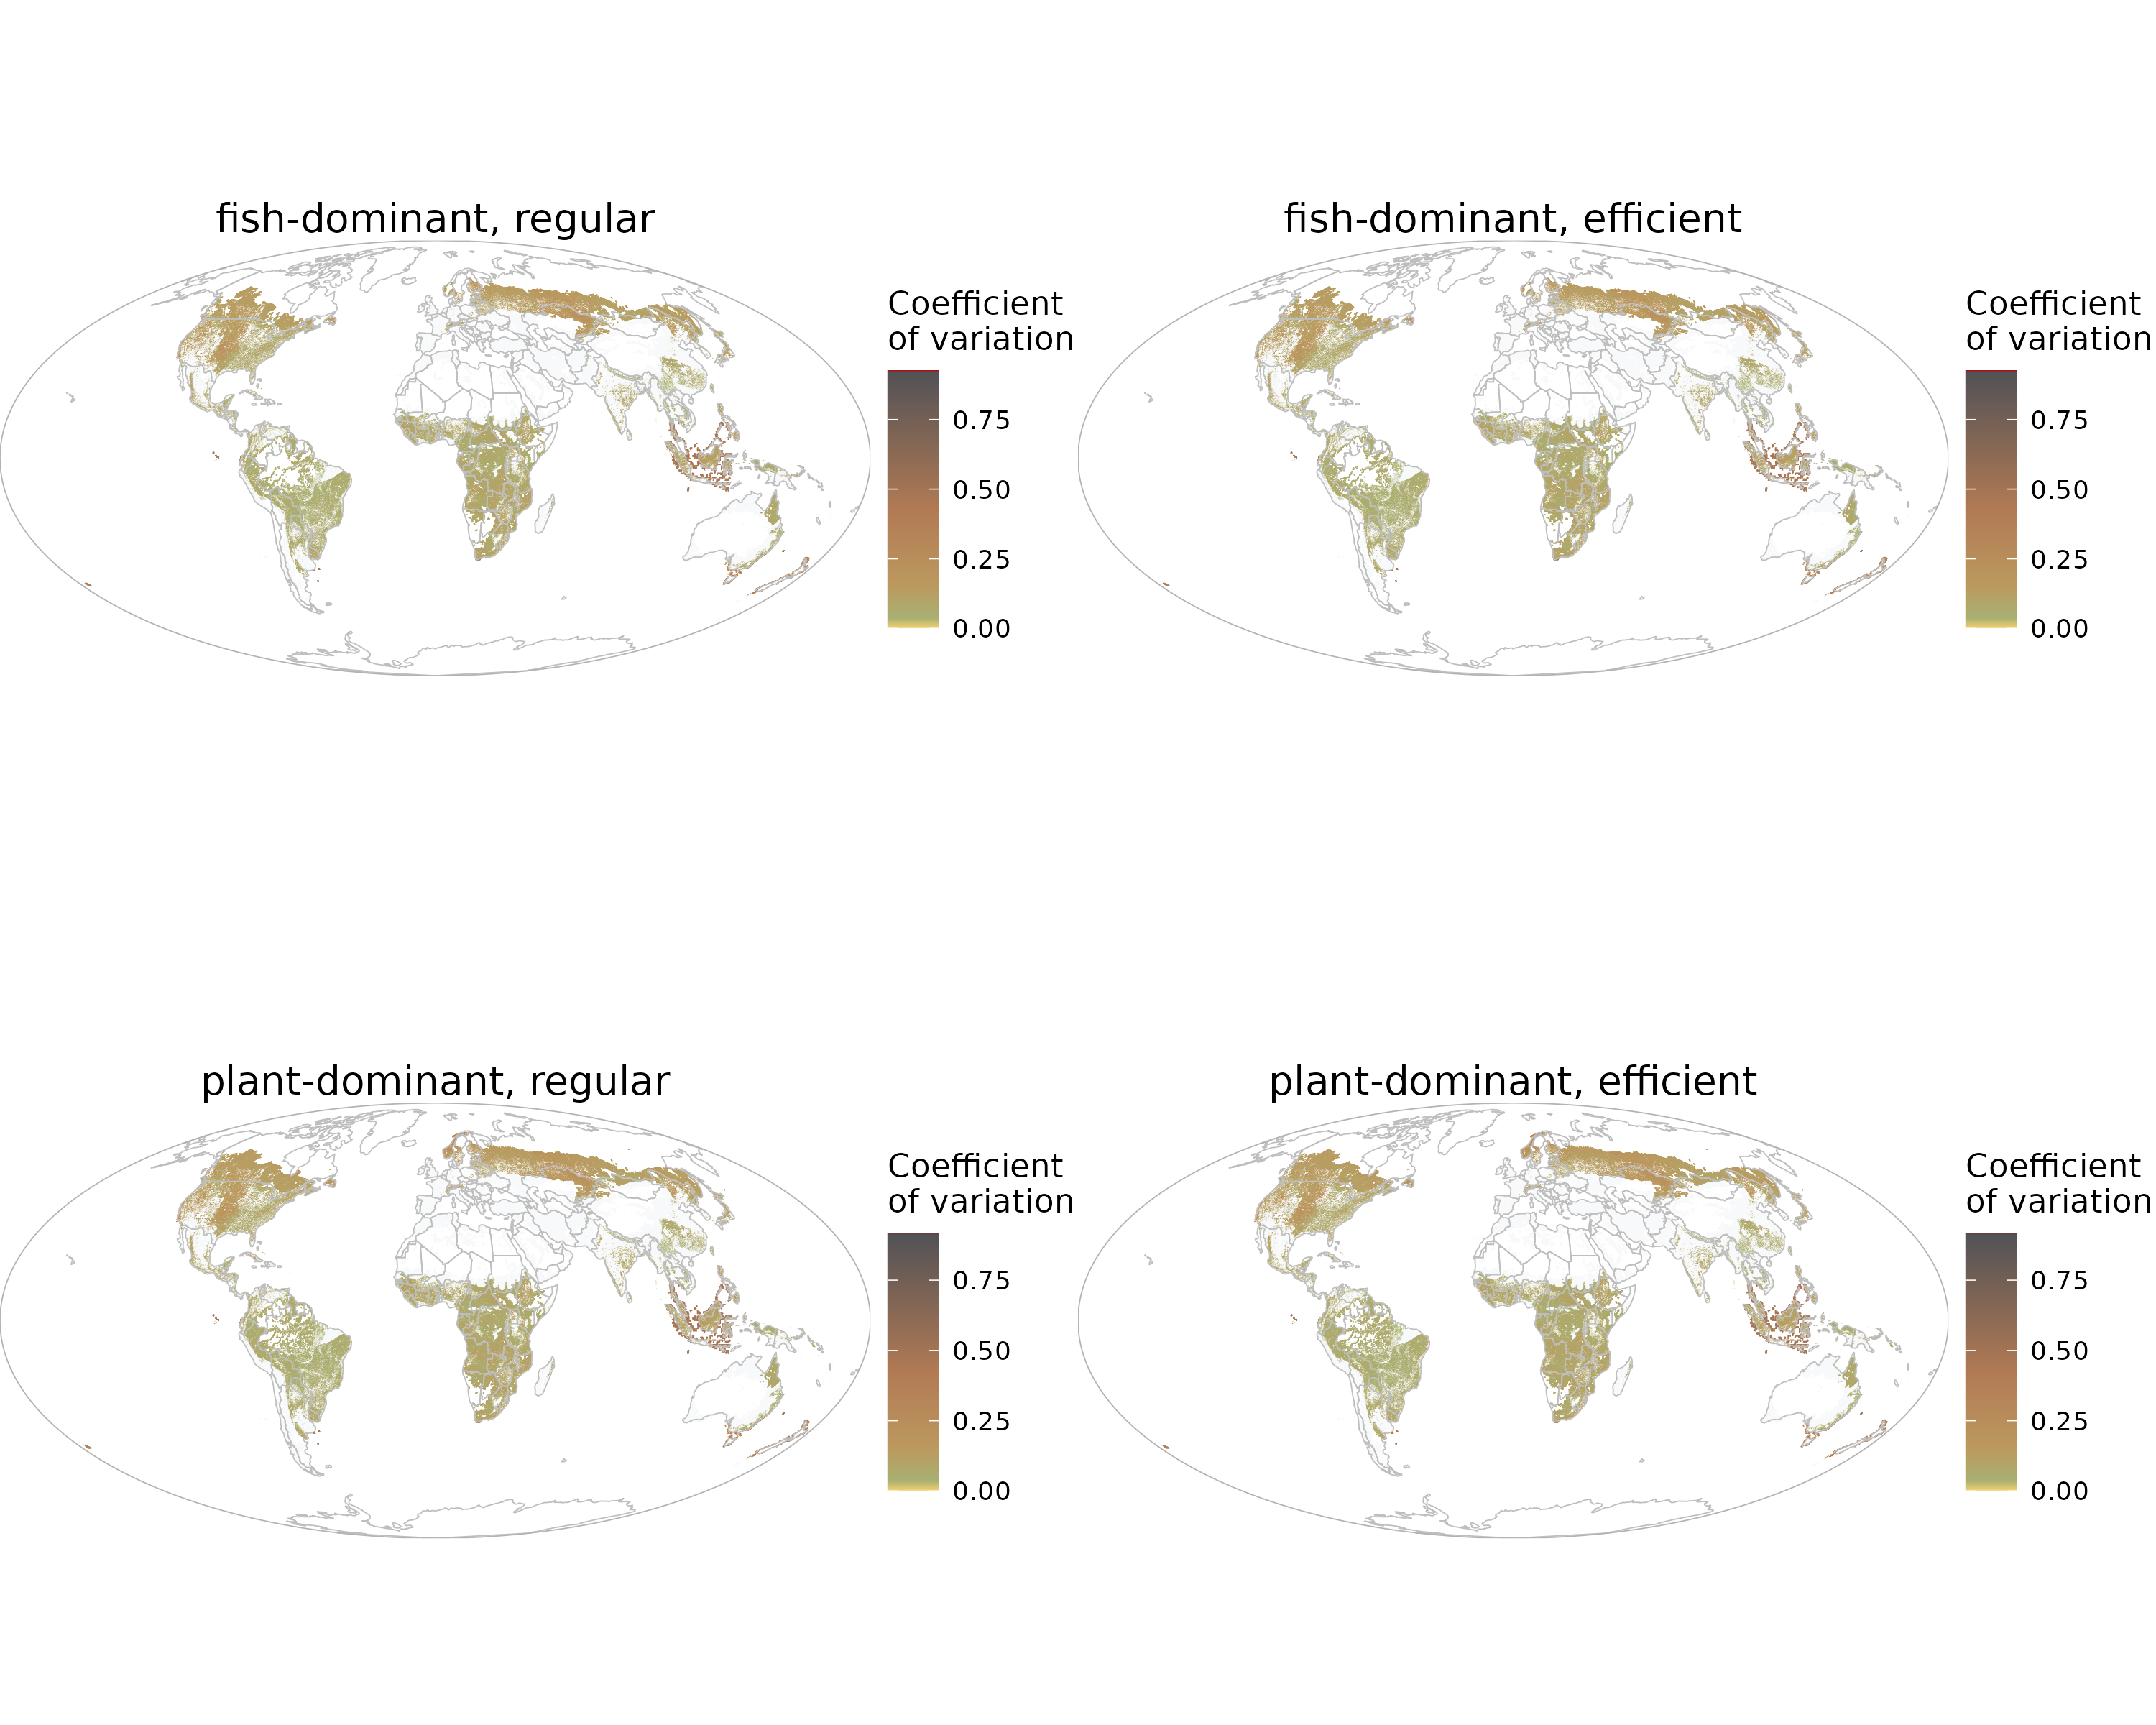 fish-dominant, regular
Coefficient
of variation
0.75
0.50
0.25
0.00
fish-dominant, efficient
Coefficient
of variation
0.75
0.50
0.25
0.00
plant-dominant, regular
Coefficient
of variation
0.75
0.50
0.25
0.00
plant-dominant, efficient
Coefficient
of variation
0.75
0.50
0.25
0.00